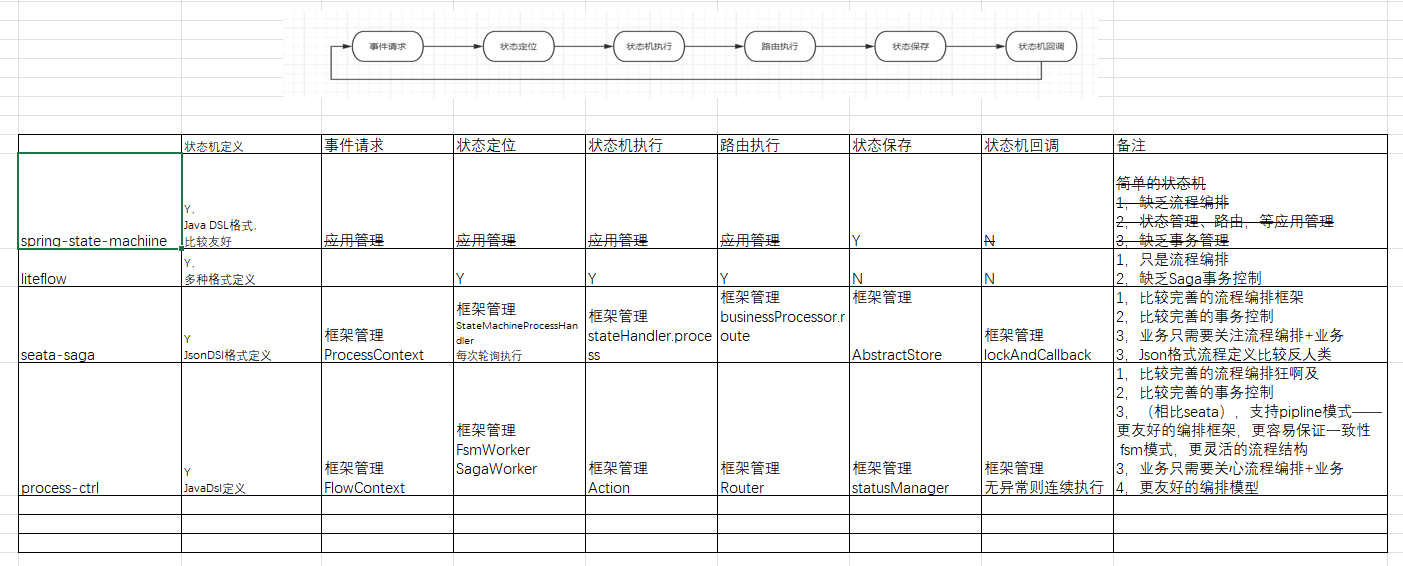 事件请求
状态定位
状态机执行
路由执行
状态保存
状态机回调
状态机定义
事件请求
状态定位
状态机执行
路由执行
状态保存
状态机回调
备注
spring-state-machiine
Y，
Java DSL格式，
比较友好
应用管理
应用管理
应用管理
应用管理
Y
N
简单的状态机
1，缺乏流程编排
2，状态管理、路由，等应用管理
3，缺乏事务管理
liteflow
Y，
多种格式定义
Y
Y
Y
N
N
1，只是流程编排
2，缺乏Saga事务控制
seata-saga
Y
JsonDSl格式定义
框架管理
ProcessContext
框架管理
StateMachineProcessHan
dler
每次轮询执行
框架管理
stateHandler.proce
ss
框架管理
businessProcessor.r
oute
框架管理
AbstractStore
框架管理
lockAndCallback
1，比较完善的流程编排框架
2，比较完善的事务控制
3，业务只需要关注流程编排+业务
3，Json格式流程定义比较反人类
process-ctrl
Y
JavaDsl定义
框架管理
FlowContext
框架管理
FsmWorker
SagaWorker
框架管理
Action
框架管理
Router
框架管理
statusManager
框架管理
无异常则连续执行
1，比较完善的流程编排狂啊及
2，比较完善的事务控制
3，（相比seata），支持pipline模式——
更友好的编排框架，更容易保证一致性
fsm模式，更灵活的流程结构
3，业务只需要关心流程编排+业务
4，更友好的编排模型